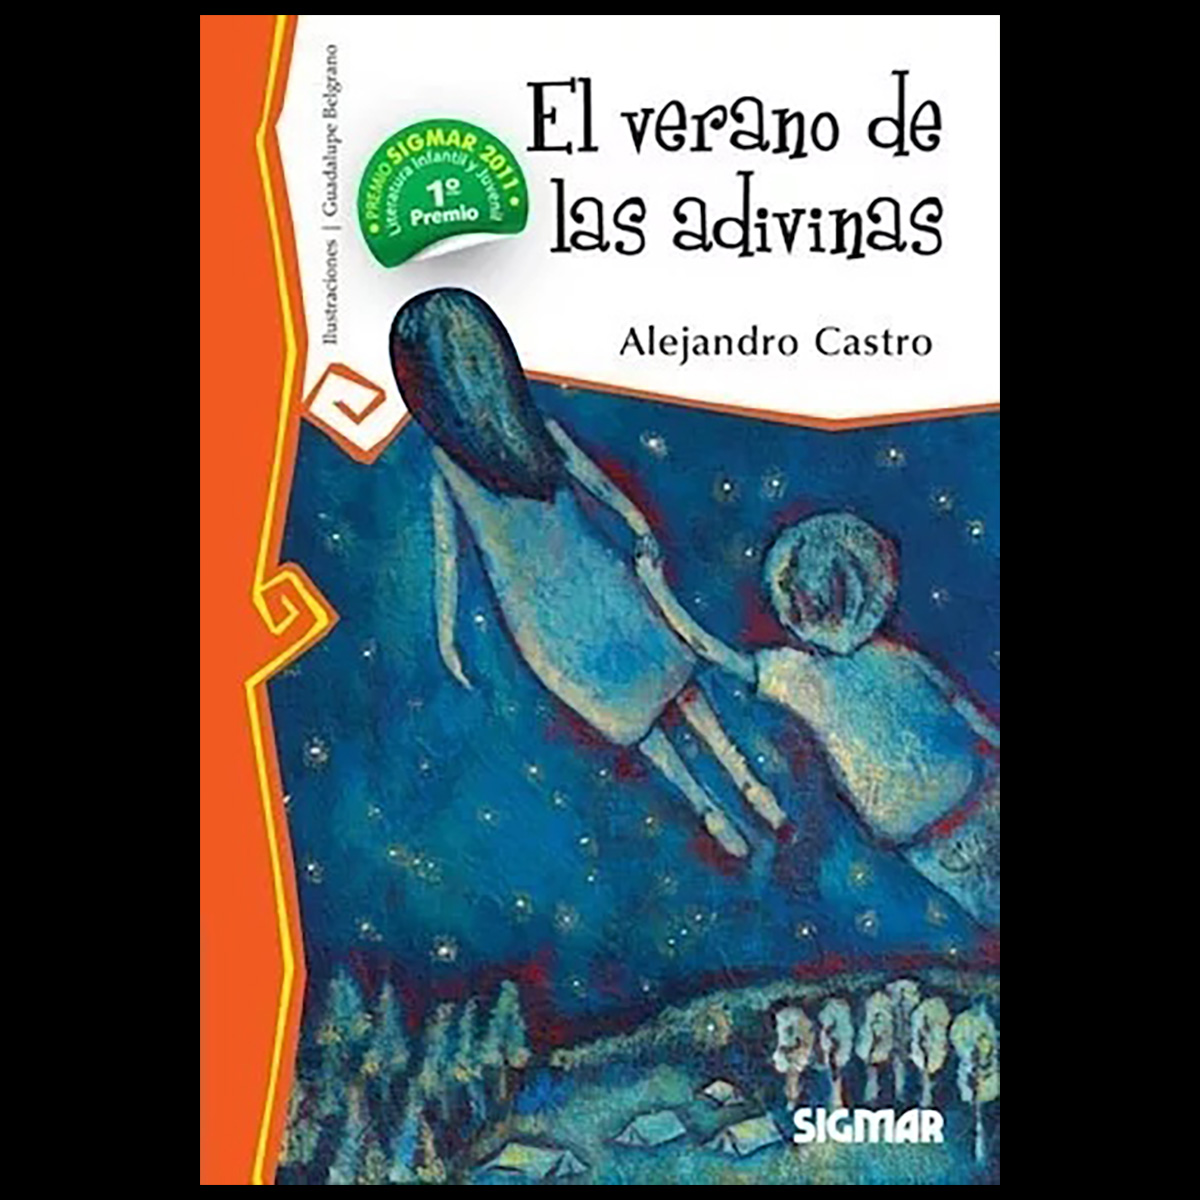 El verano de
las adivinas
Alejandro Castro
Ilustraciones | Guadalupe Belgrano
• PREMIO SIGMAR 2011 •
Literatura Infantil y Juvenil
1º
Premio
SIGMAR